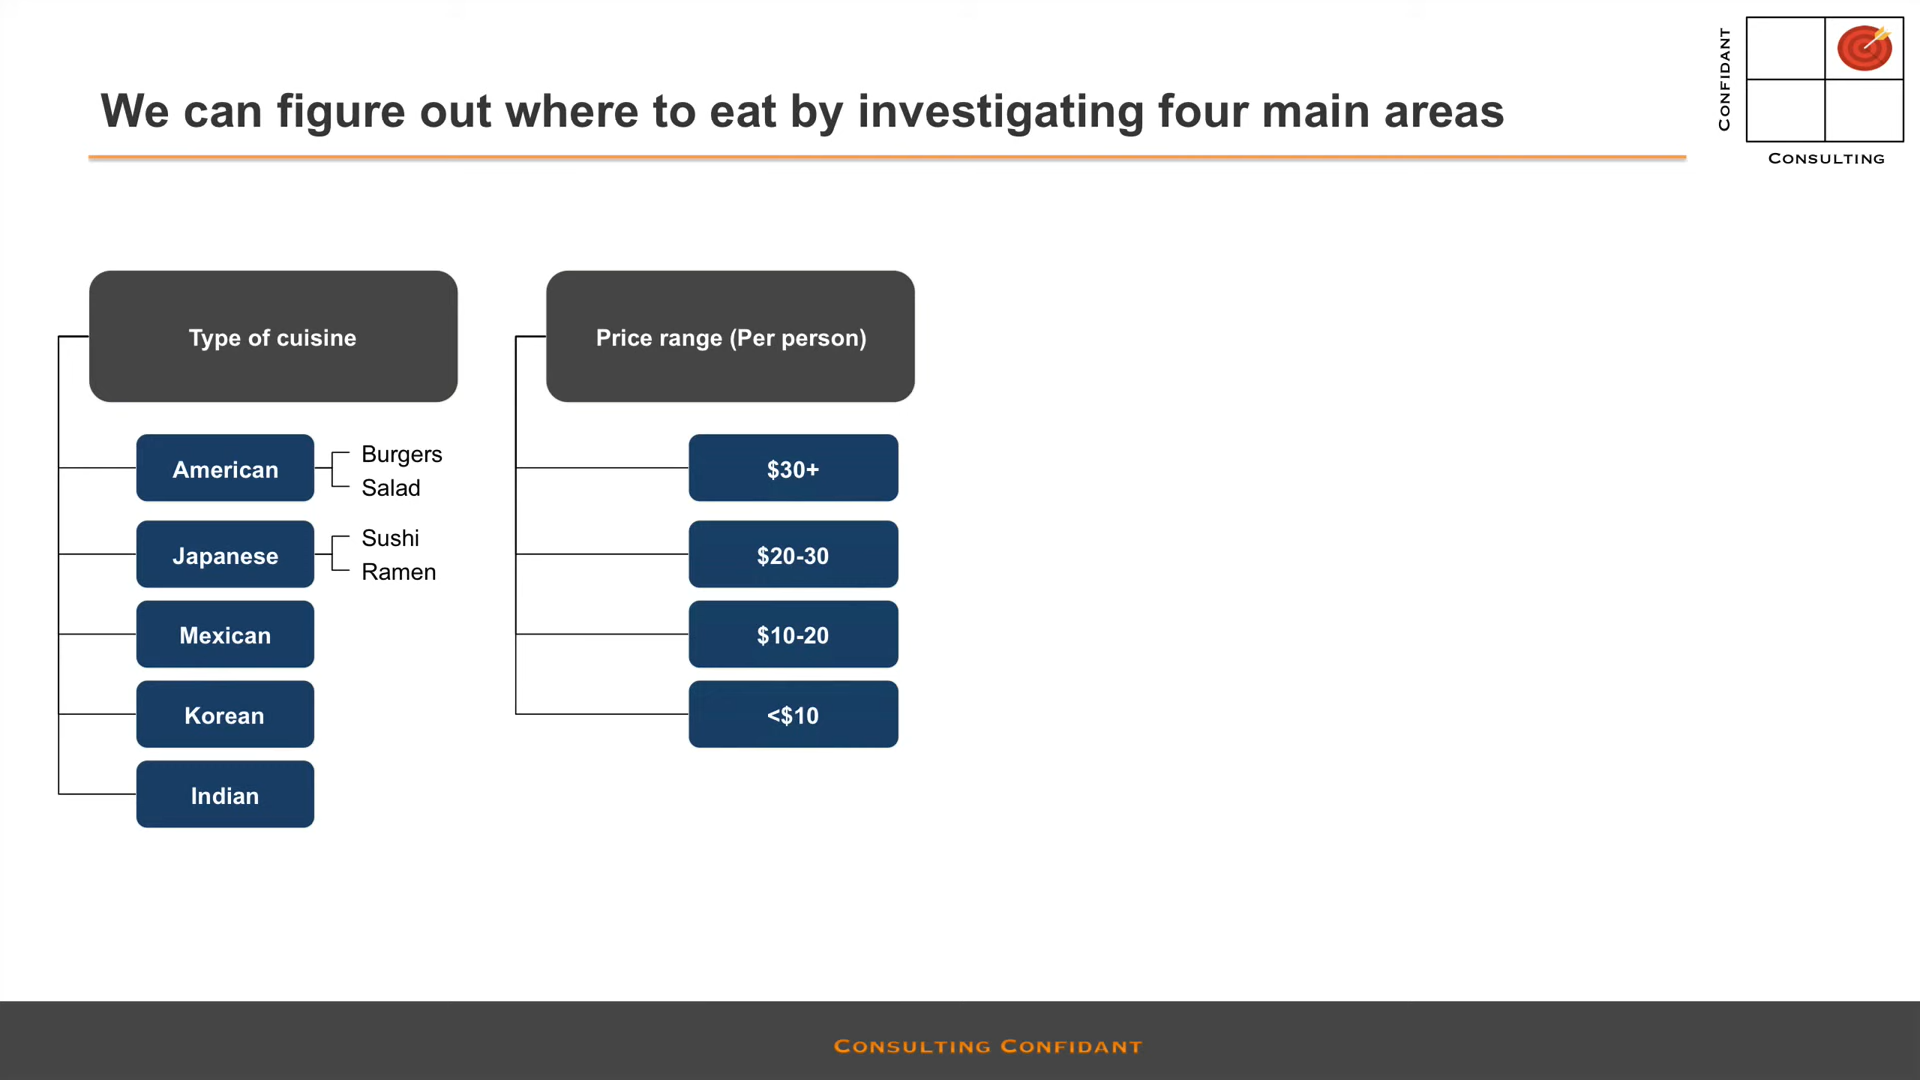 We can figure out where to eat by investigating four main areas
CONFIDANT
CONSULTING
Type of cuisine
American
Burgers
Salad
Japanese
Sushi
Ramen
Mexican
Korean
Indian
Price range (Per person)
$30+
$20-30
$10-20
<$10
CONSULTING CONFIDANT